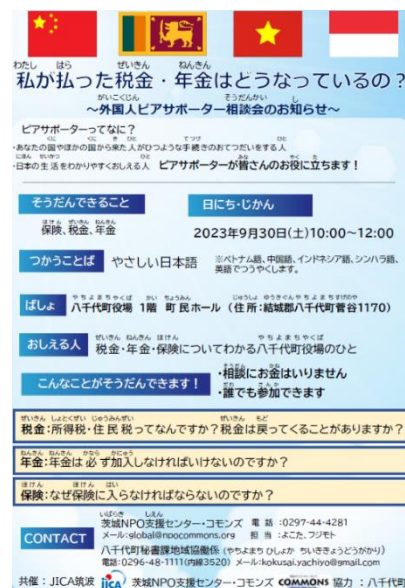 私が払った税金・年金はどうなっているの?
～外国人ピアサポーター相談会のお知らせ～
ピアサポーターってなに?
・あなたの国やほかの国から来た人がひつような手続きのおてつだいをする人
・日本の生活をわかりやすくおしえる人 ピアサポーターが皆さんのお役に立ちます!
そうだんできること
日にち・じかん
保険、税金、年金
2023年9月30日(土)10:00～12:00
つかうことば やさしい日本語 ※ベトナム語、中国語、インドネシア語、シンハラ語、
英語でつうやくします。
ばしょ 八千代町役場 1階 町民ホール (住所:結城郡八千代町菅谷1170)
おしえる人 税金・年金・保険についてわかる八千代町役場のひと
こんなことがそうだんできます!
・相談にお金はいりません
・誰でも参加できます
税金:所得税・住民税ってなんですか?税金は戻ってくることがありますか?
年金:年金は必ず加入しなければいけないのですか?
保険:なぜ保険に入らなければならないのですか?
CONTACT
茨城NPO支援センター・コモンズ 電話:0297-44-4281
メール:global@npocommons.org 担当:よこた、フジモト
八千代町秘書課地域協働係 (やちよまちひしょか ちいききょうどうがかり)
電話:0296-48-1111(内線3520) メール:kokusai.yachiyo@outlook.com
共催:JICA筑波 jica 茨城NPO支援センター・コモンズ COMMONS 協力:八千代町